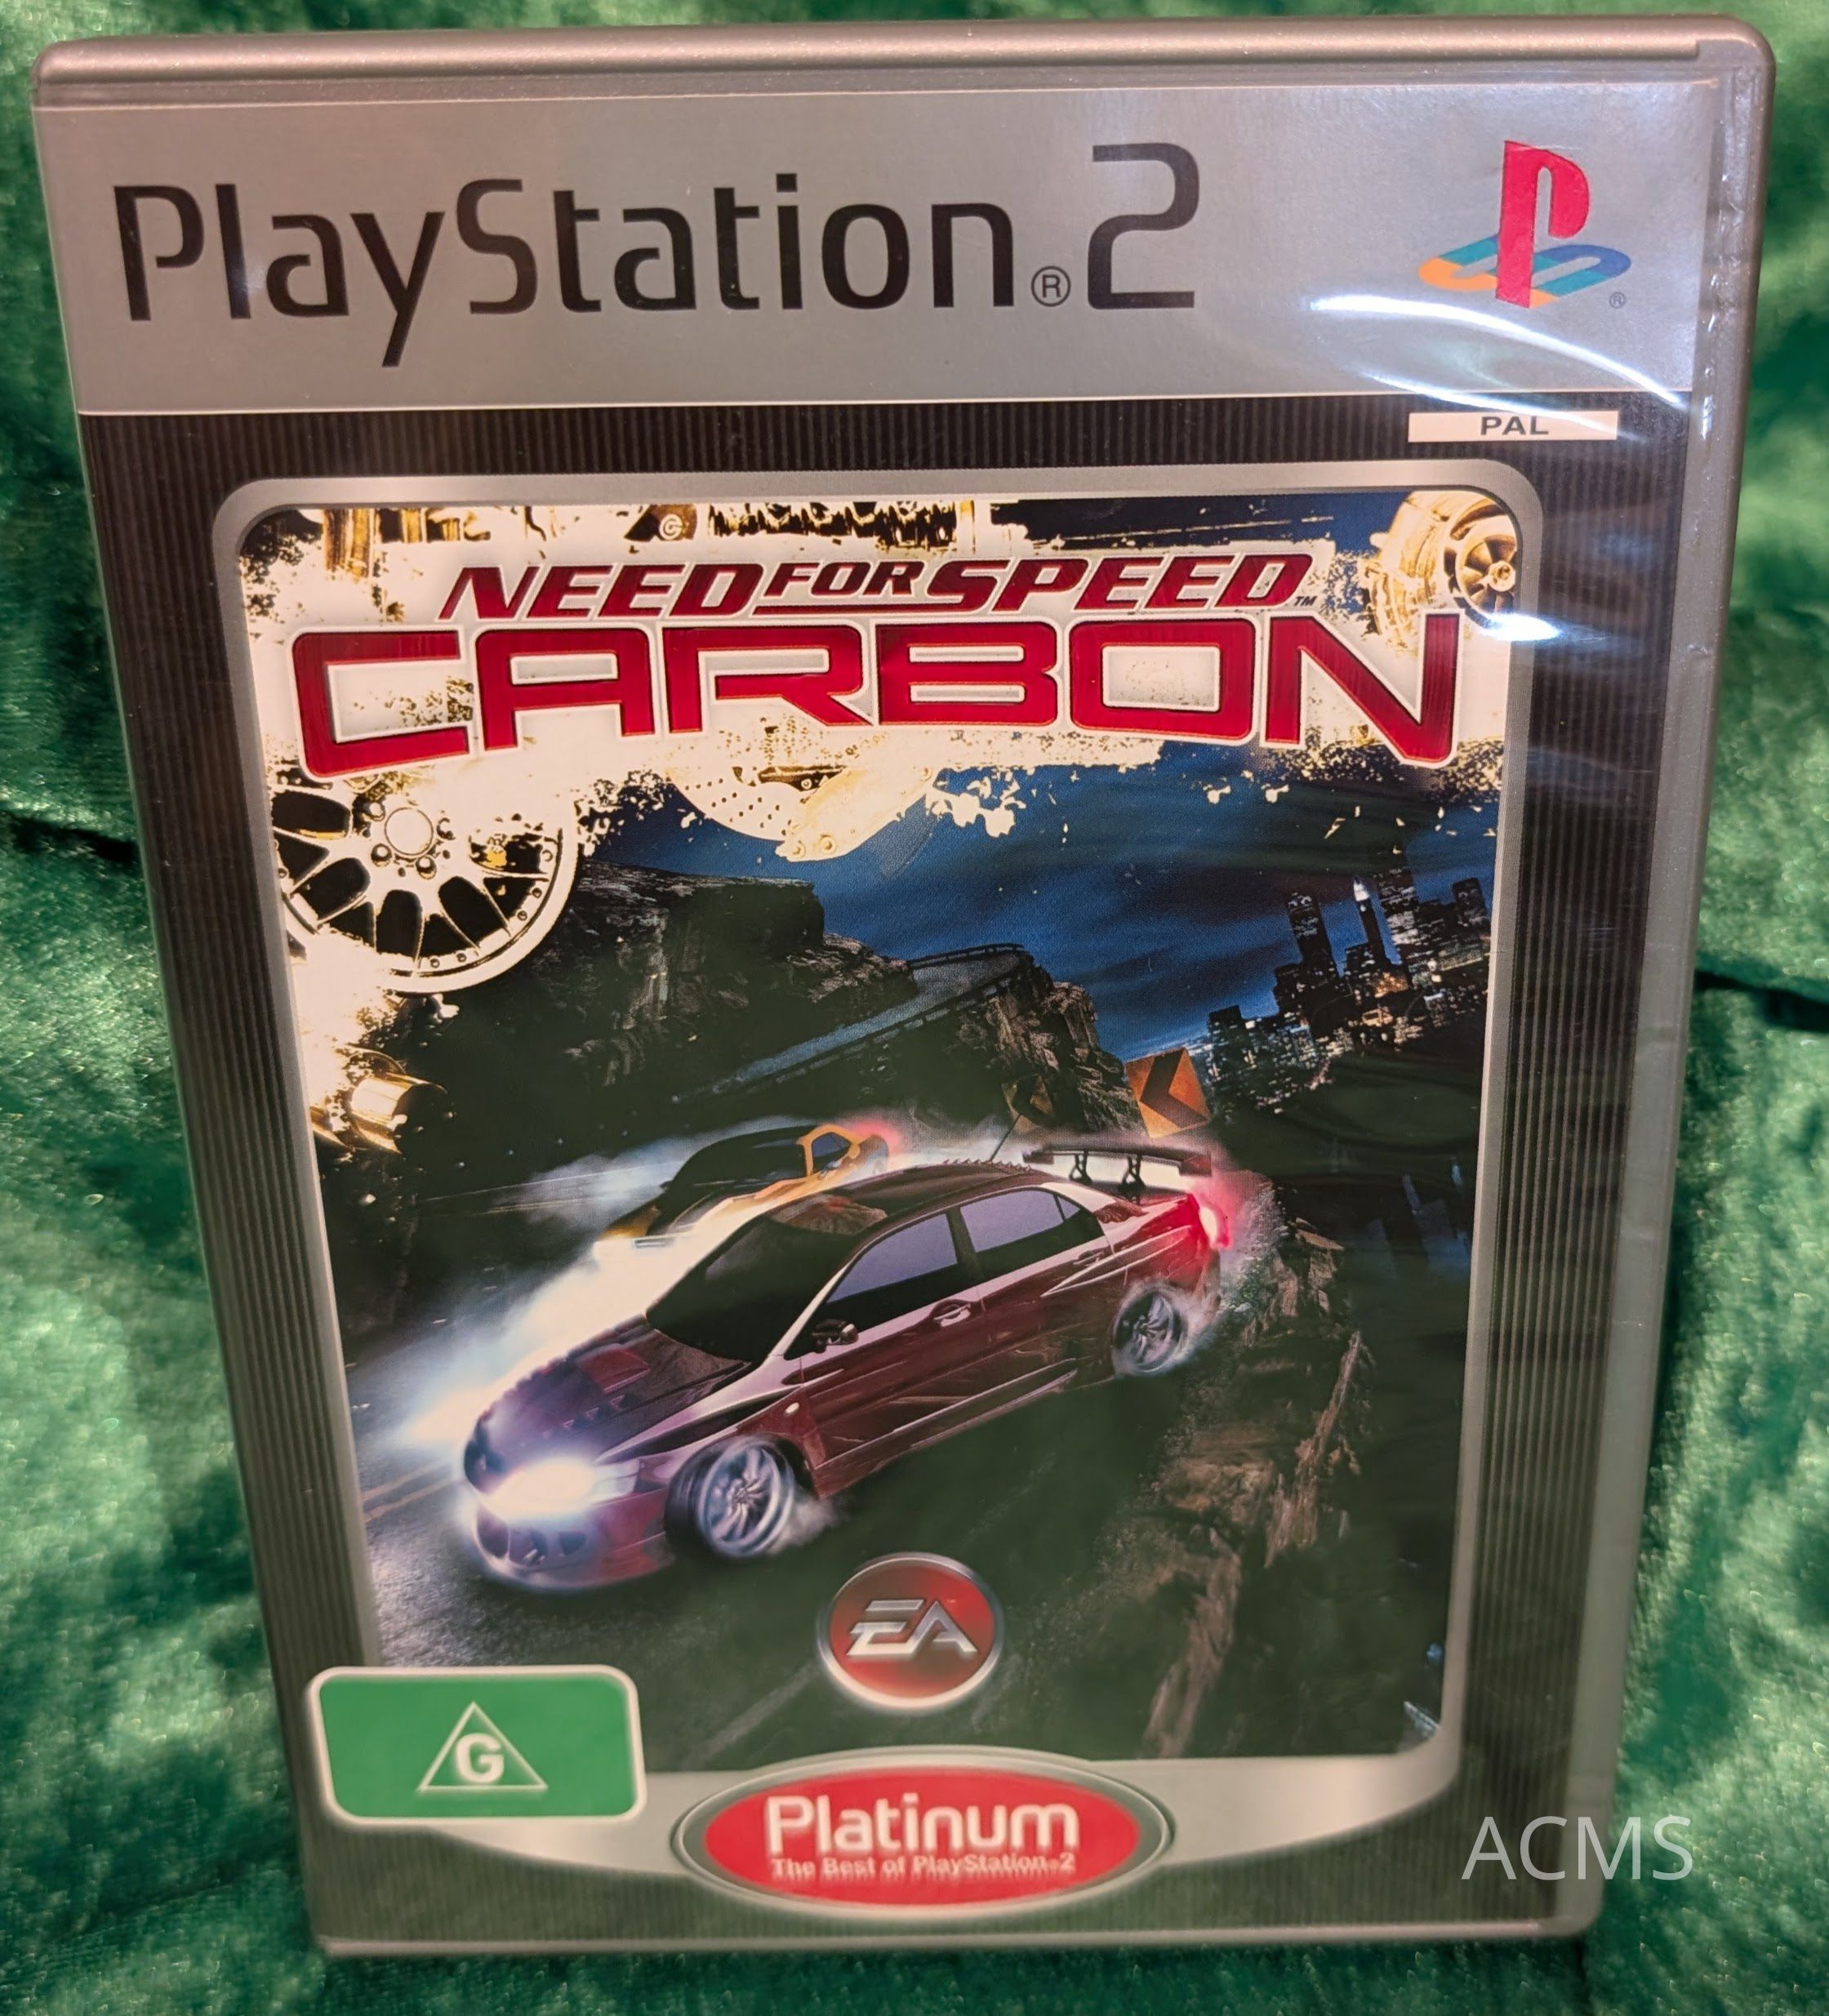 PlayStation®2
PAL
NEED FOR SPEED™
CARBON
EA
G
Platinum
The Best of PlayStation®2
ACMS